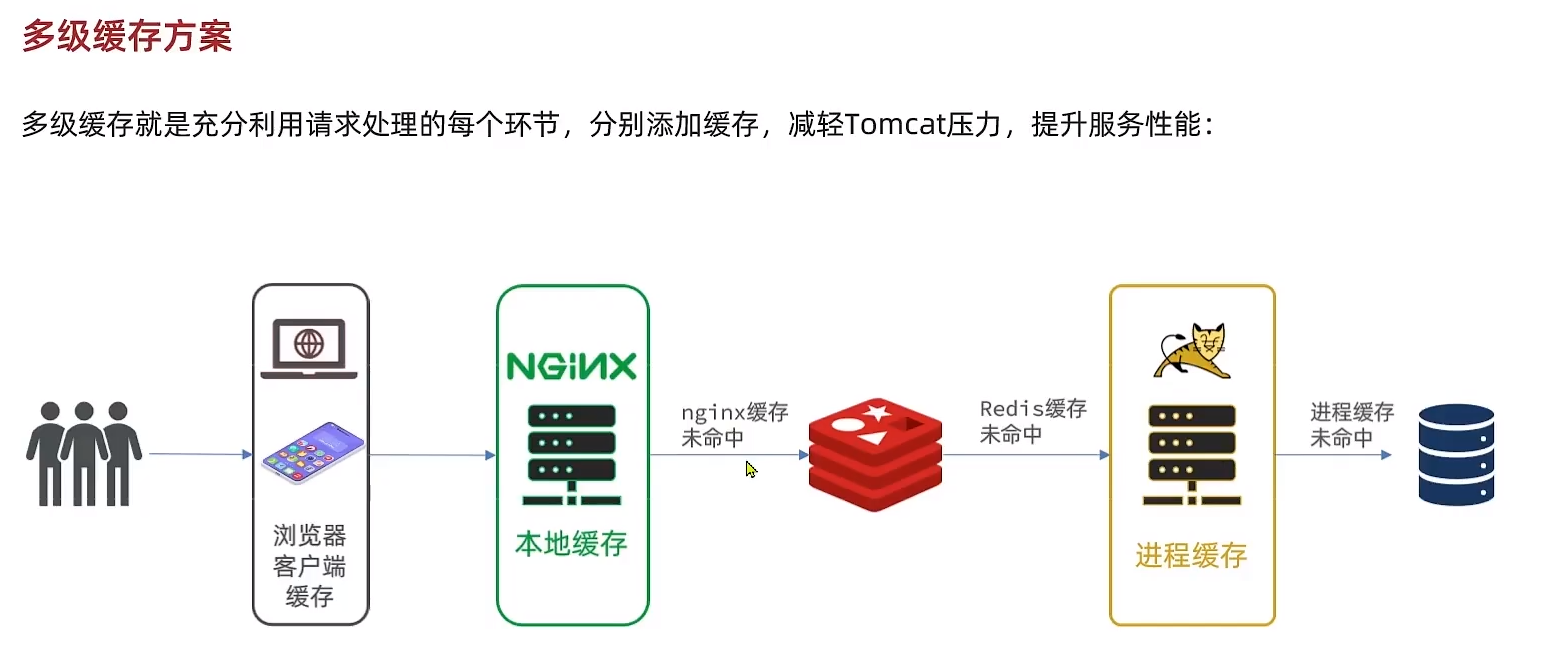 多级缓存方案
多级缓存就是充分利用请求处理的每个环节，分别添加缓存，减轻Tomcat压力，提升服务性能：
NGINX
nginx缓存
未命中
Redis缓存
未命中
进程缓存
未命中
浏览器
客户端
缓存
本地缓存
进程缓存